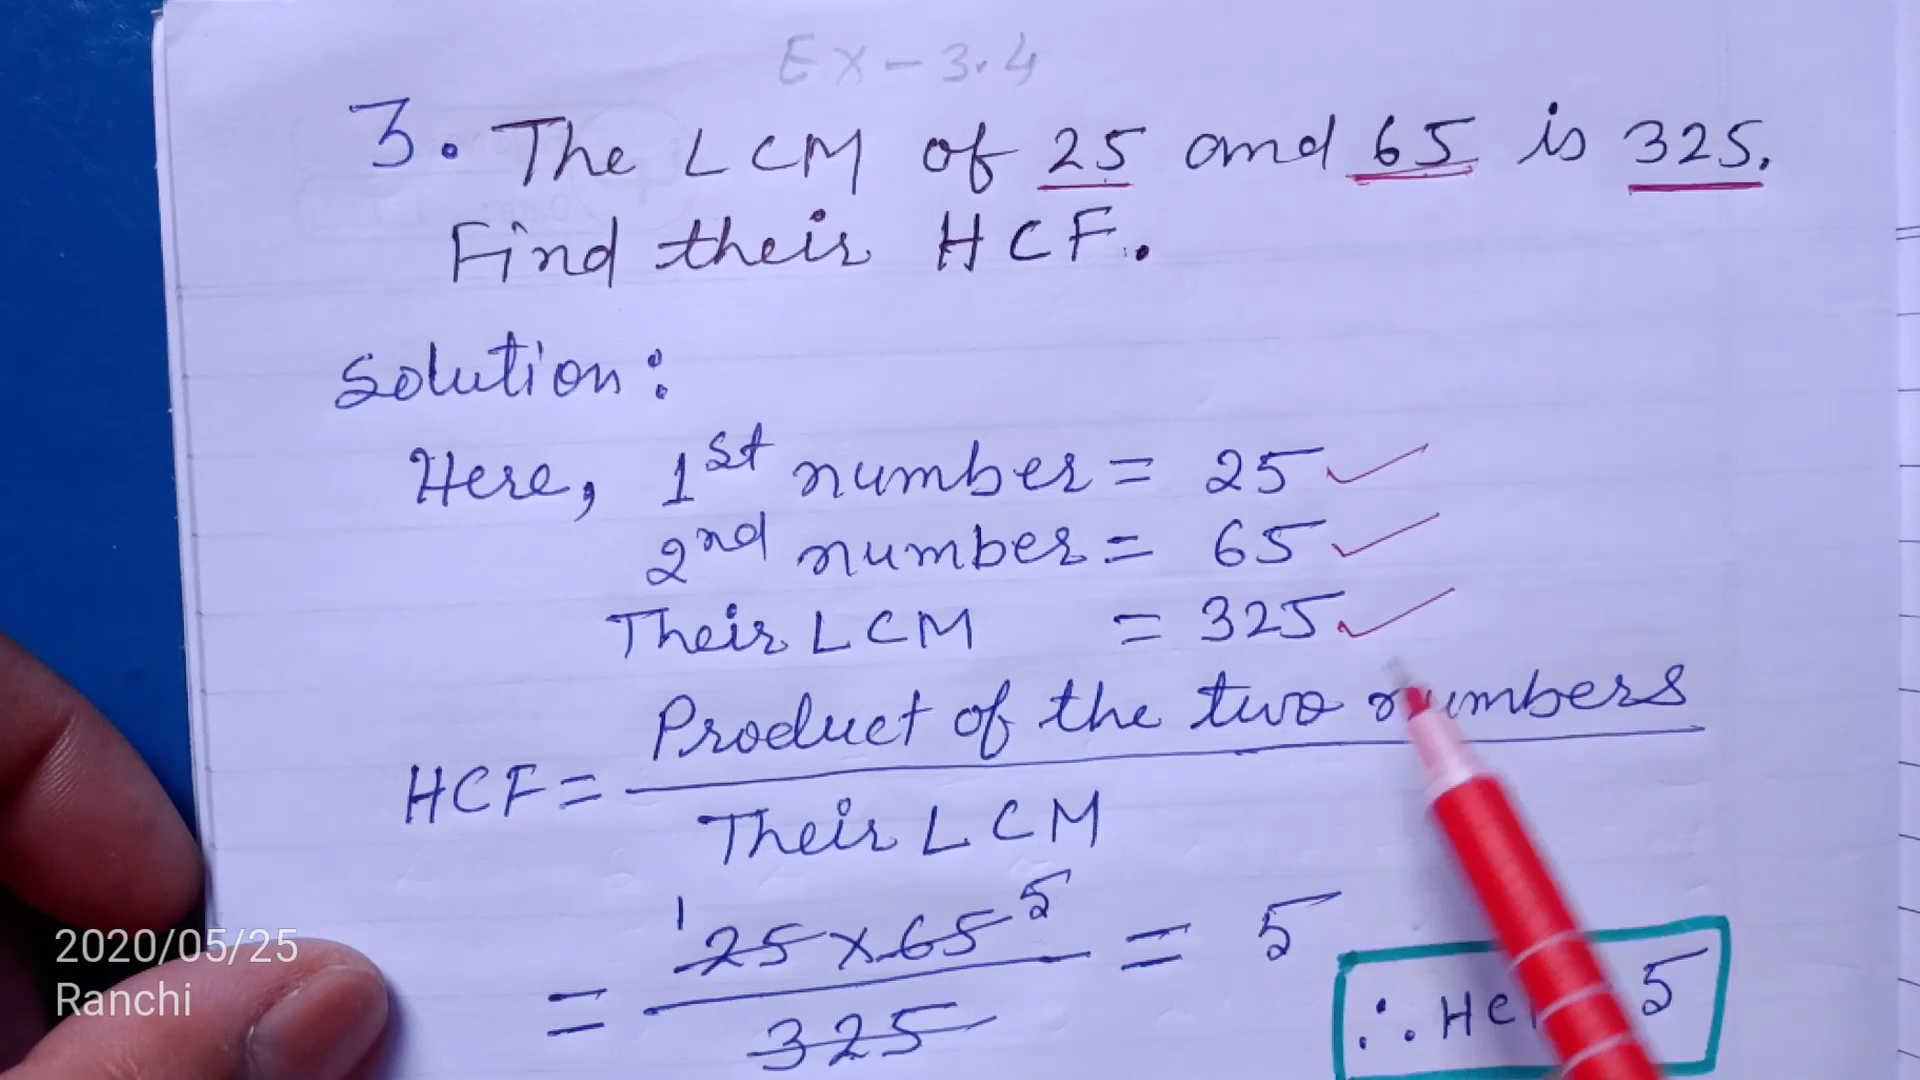 Ex-3.4
3. The LCM of 25 and 65 is 325.
Find their HCF.
Solution:
Here, 1st number = 25 ✓
2nd number = 65 ✓
Their LCM = 325 ✓
Product of the two numbers
HCF =
Their LCM
1 5
= 25 x 65 = 5
325
∴ HCF 5
2020/05/25
Ranchi